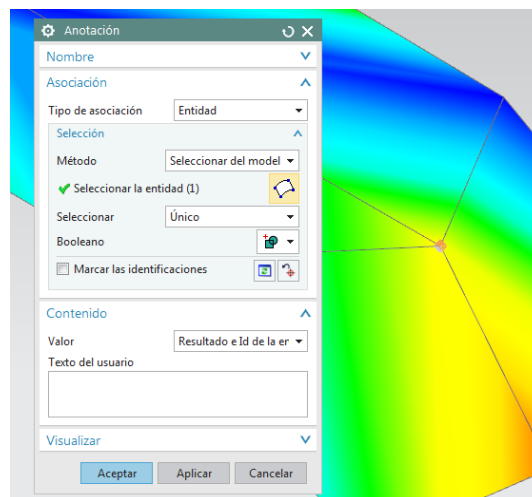 Anotación
Nombre
Asociación
Tipo de asociación Entidad
Selección
Método Seleccionar del model
Seleccionar la entidad (1)
Seleccionar Único
Booleano
Marcar las identificaciones
Contenido
Valor Resultado e Id de la er
Texto del usuario
Visualizar
Aceptar Aplicar Cancelar